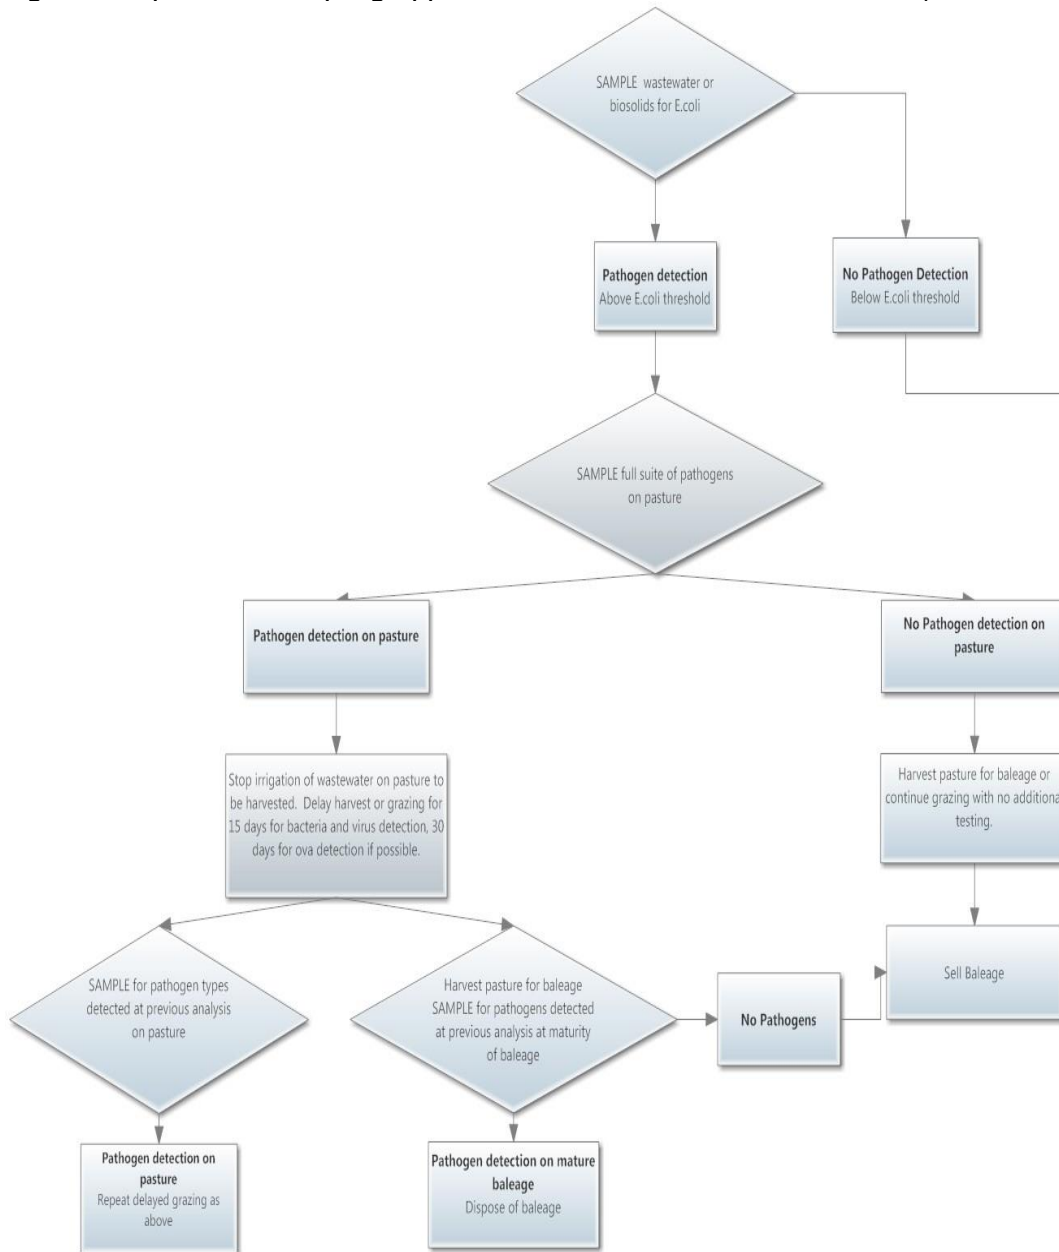 SAMPLE wastewater or
biosolids for E.coli
Pathogen detection
Above E.coli threshold
No Pathogen Detection
Below E.coli threshold
SAMPLE full suite of pathogens
on pasture
Pathogen detection on pasture
No Pathogen detection on
pasture
Stop irrigation of wastewater on pasture to
be harvested. Delay harvest or grazing for
15 days for bacteria and virus detection, 30
days for ova detection if possible.
Harvest pasture for baleage or
continue grazing with no additiona
testing.
SAMPLE for pathogen types
detected at previous analysis
on pasture
Harvest pasture for baleage
SAMPLE for pathogens detected
at previous analysis at maturity
of baleage
No Pathogens
Sell Baleage
Pathogen detection on
pasture
Repeat delayed grazing as
above
Pathogen detection on mature
baleage
Dispose of baleage